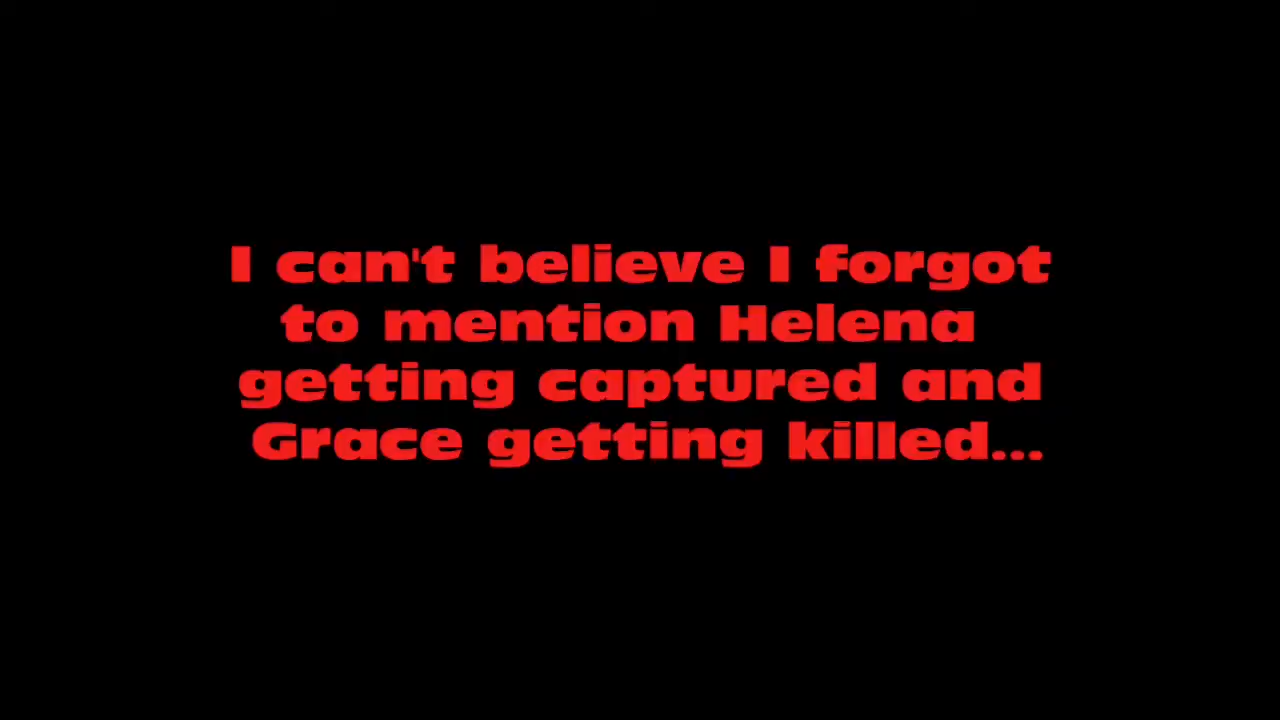 I can't believe I forgot
to mention Helena
getting captured and
Grace getting killed...